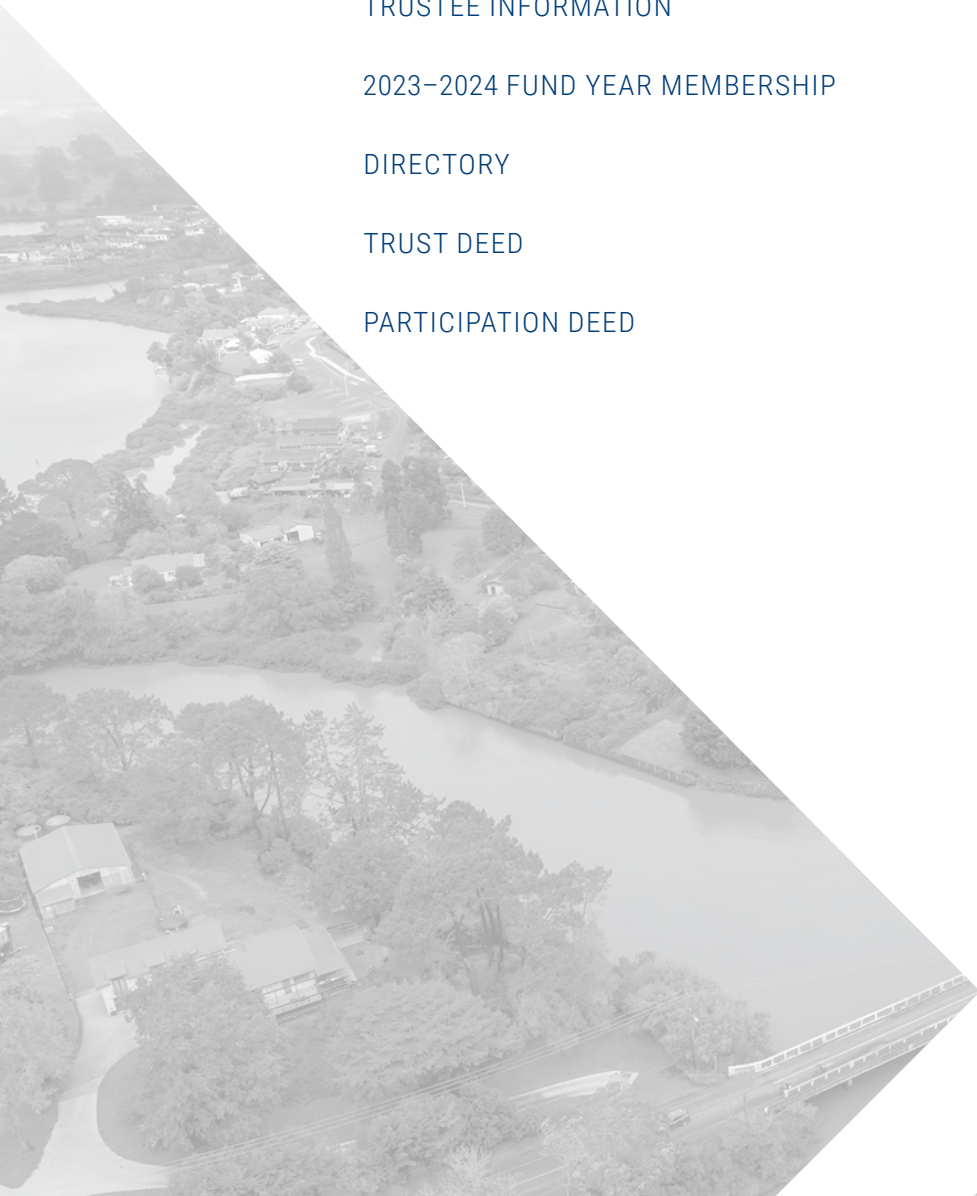 TRUSTEE INFORMATION
2023–2024 FUND YEAR MEMBERSHIP
DIRECTORY
TRUST DEED
PARTICIPATION DEED